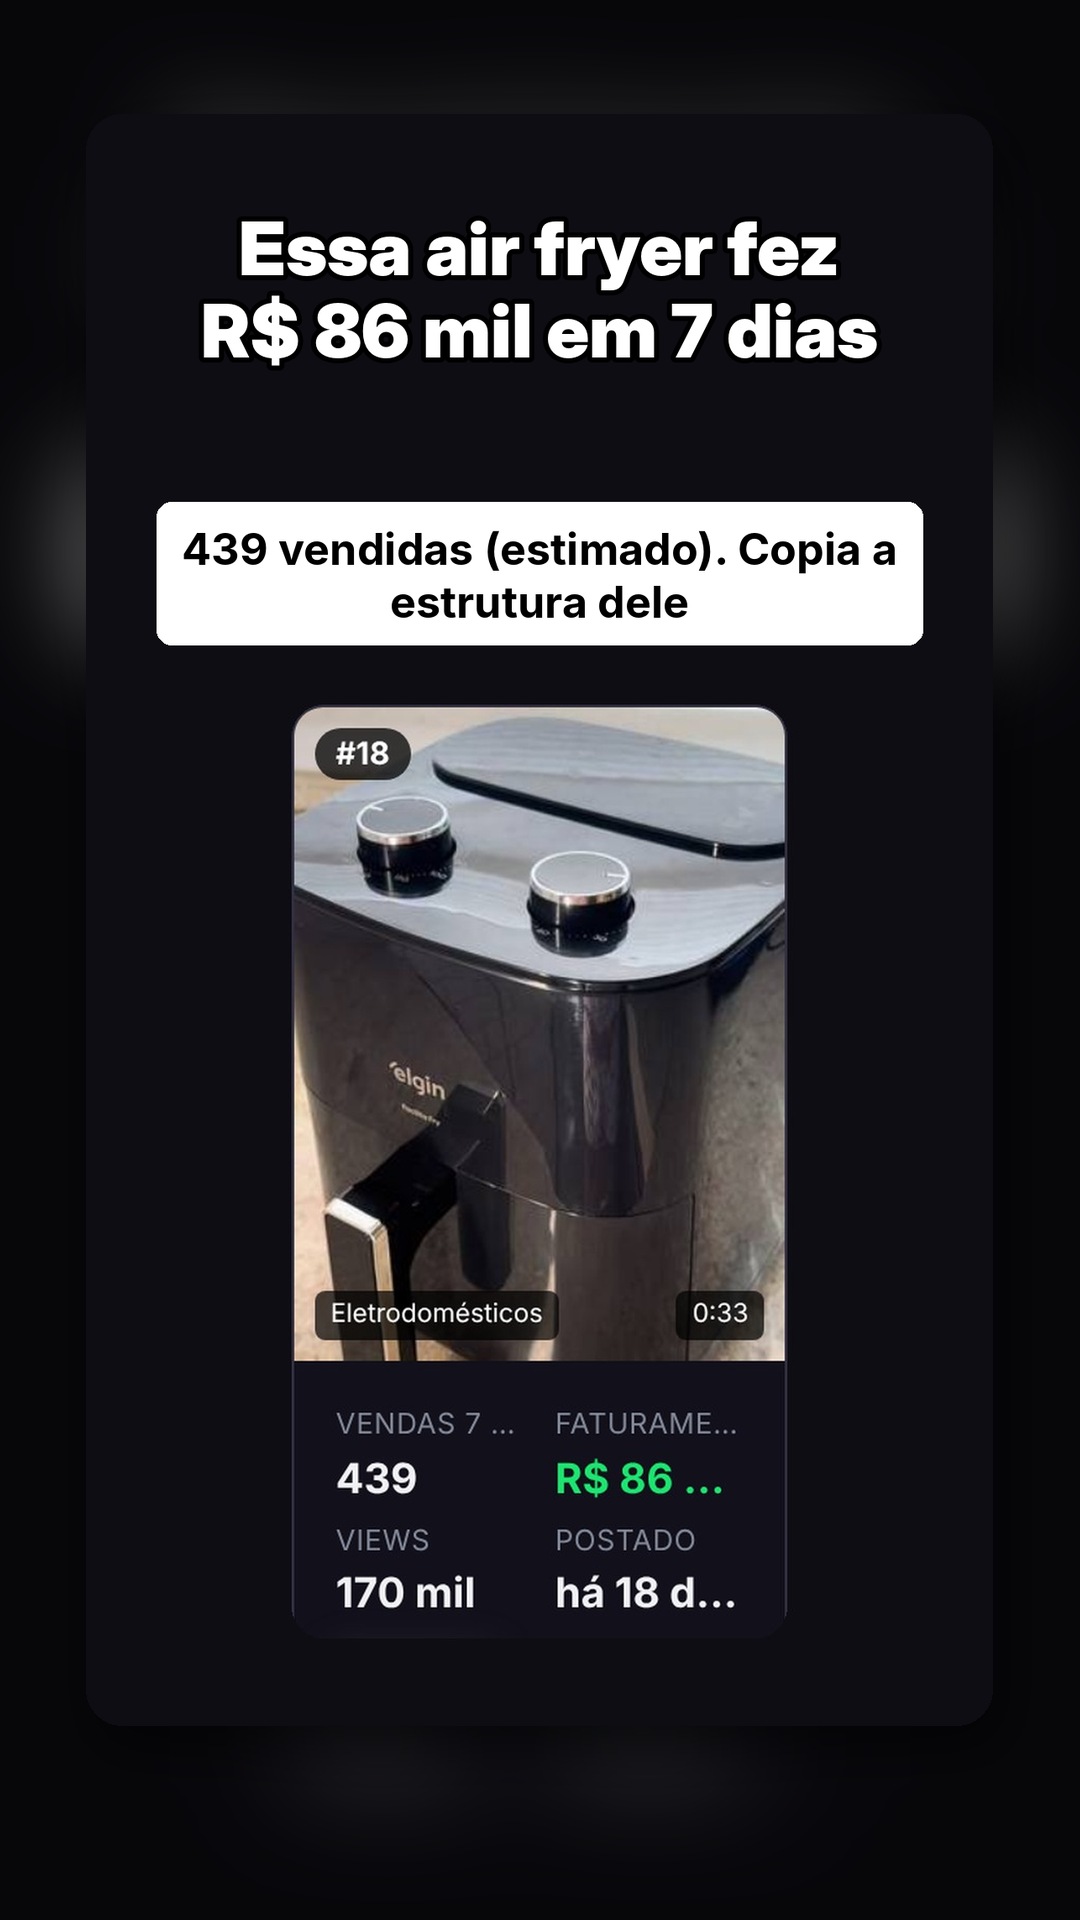 Essa air fryer fez
R$ 86 mil em 7 dias
439 vendidas (estimado). Copia a
estrutura dele
#18
elgin
Eletrodomésticos
0:33
VENDAS 7 ...
FATURAME...
439
R$ 86 ...
VIEWS
POSTADO
170 mil
há 18 d...